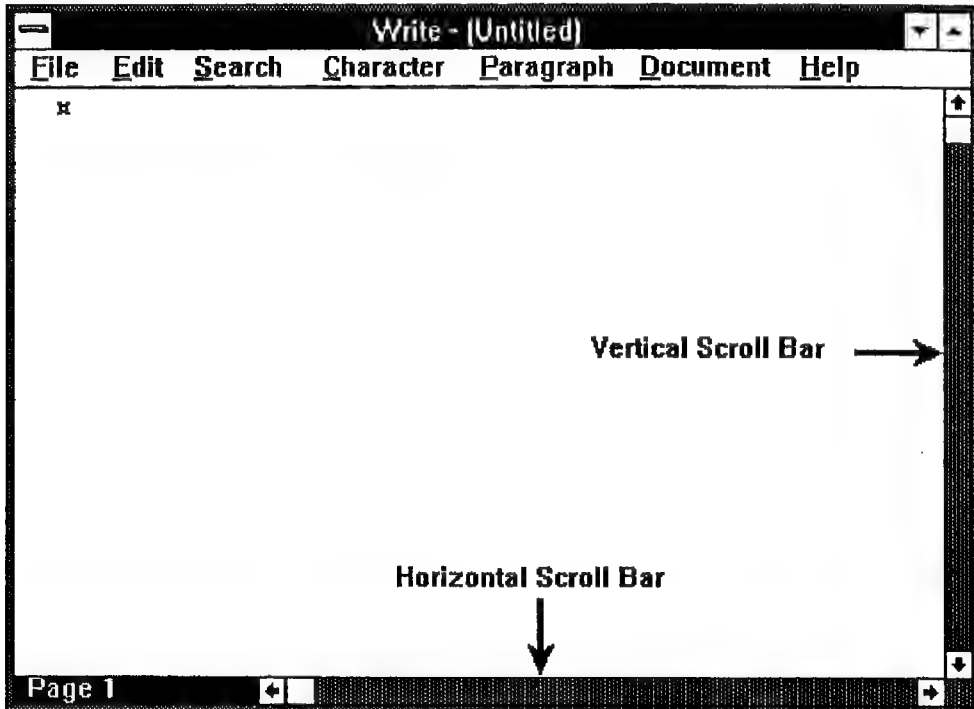 Write - (Untitled)
File Edit Search Character Paragraph Document Help
¤
Vertical Scroll Bar
Horizontal Scroll Bar
Page 1